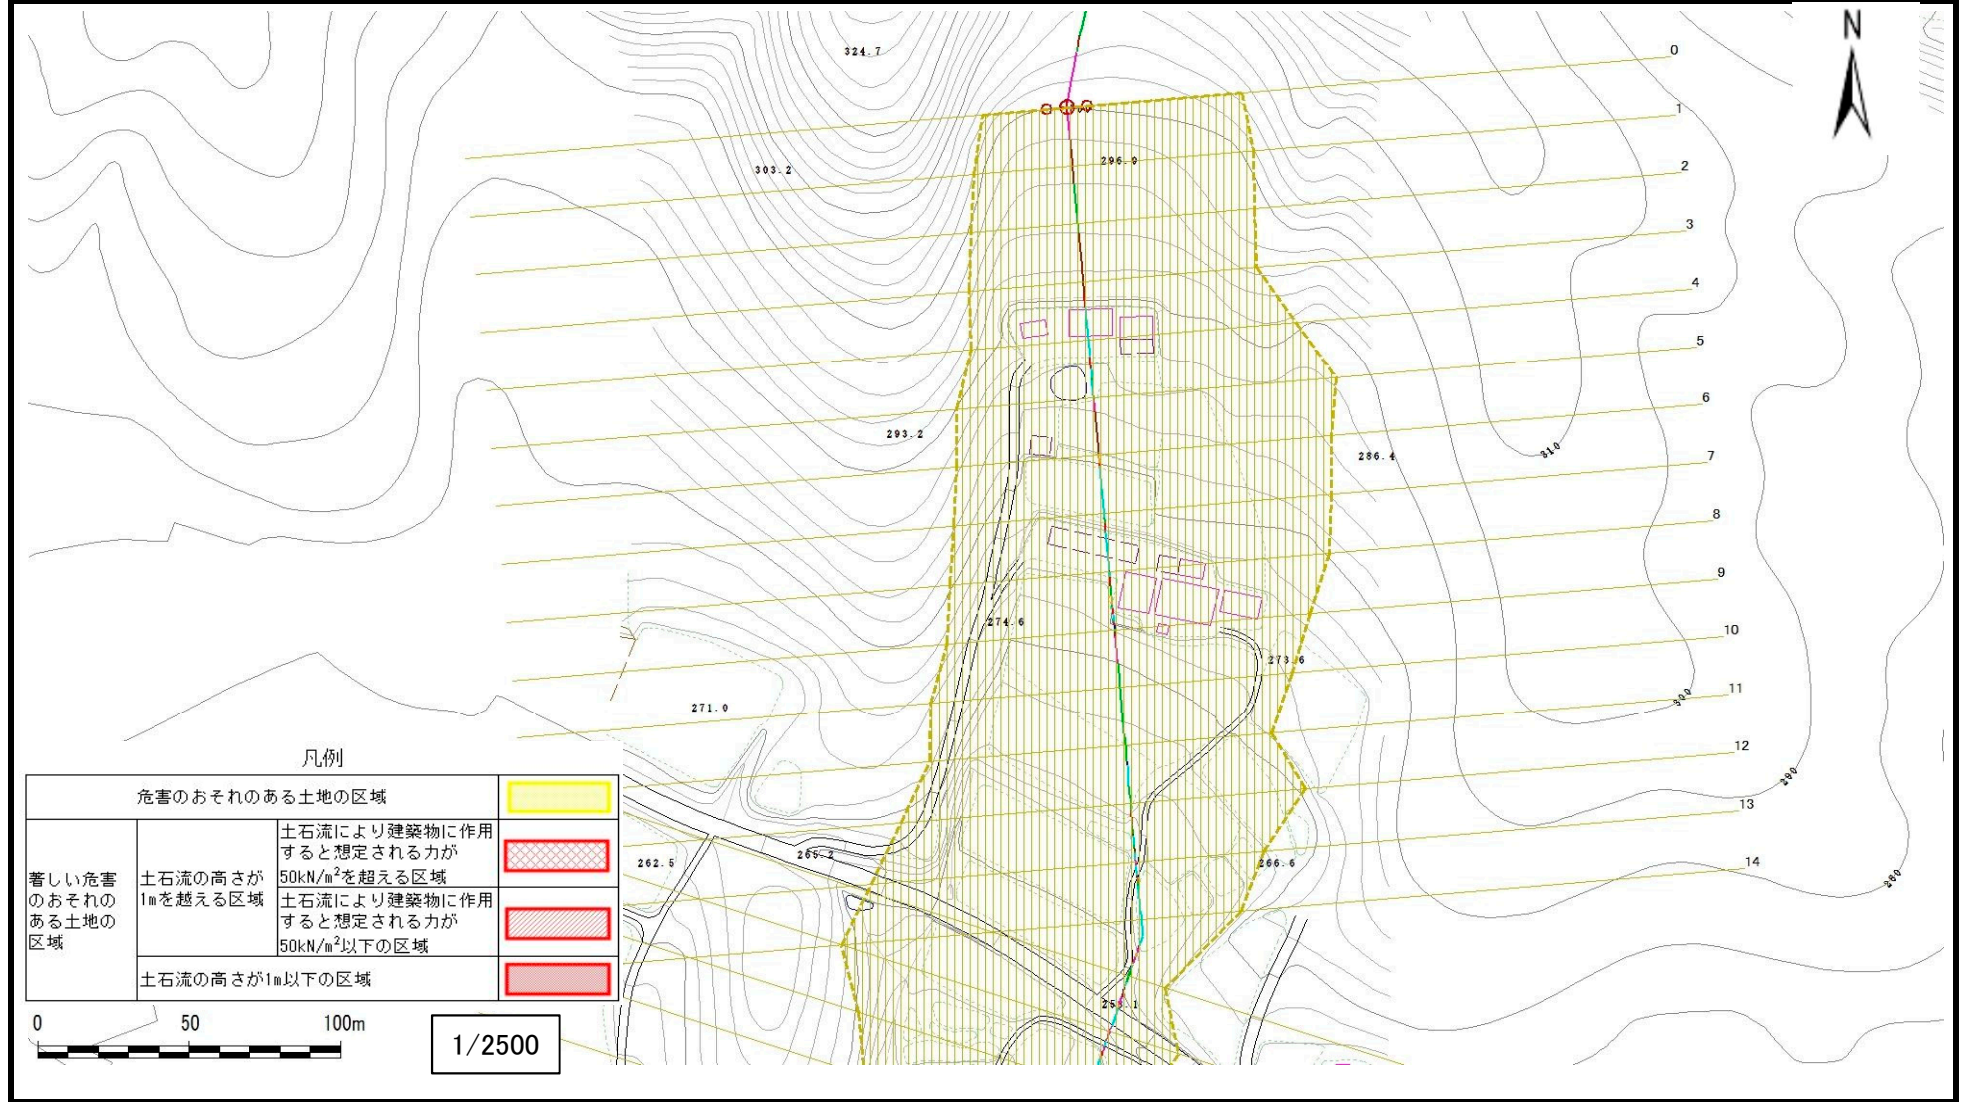 N
0
324.7
1
296.9
2
303.2
3
4
5
6
293.2
286.4
310
7
8
9
274.6
10
273.6
11
300
271.0
12
290
13
265.2
262.5
266.6
14
280
凡例
危害のおそれのある土地の区域
著しい危害
のおそれの
ある土地の
区域
土石流の高さが
1mを越える区域
土石流により建築物に作用
すると想定される力が
50kN/m²を超える区域
土石流により建築物に作用
すると想定される力が
50kN/m²以下の区域
土石流の高さが1m以下の区域
0 50 100m
1/2500